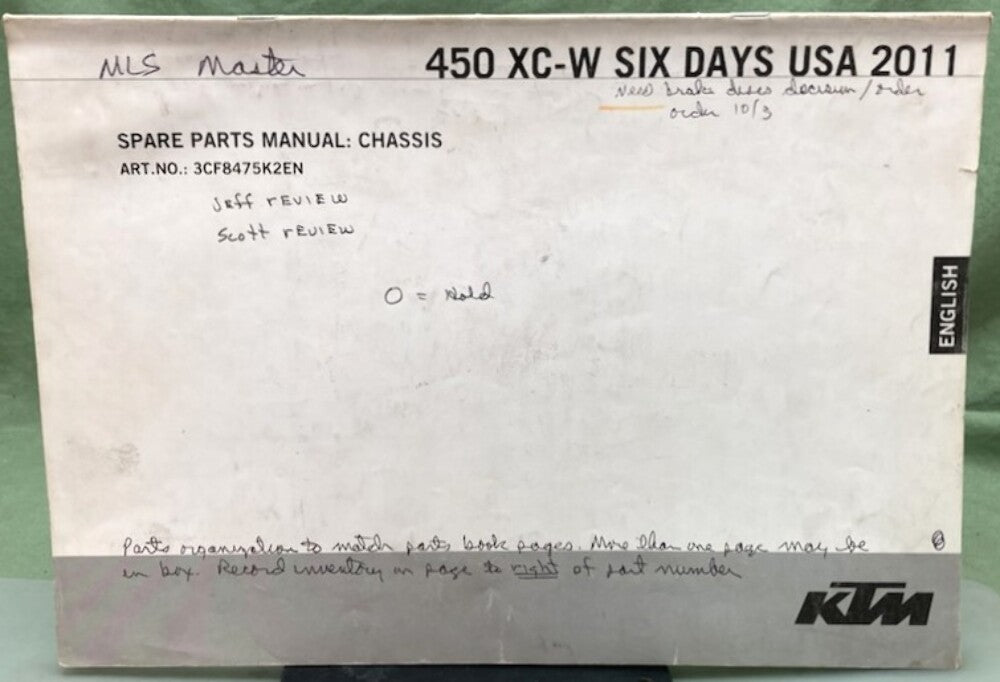 MLS Master
450 XC-W SIX DAYS USA 2011
need brake discs decision/order
order 10/3
SPARE PARTS MANUAL: CHASSIS
ART.NO.: 3CF8475K2EN
Jeff rEVIEW
Scott rEVIEW
O = Hold
ENGLISH
Parts organization to match parts book pages. More than one page may be
in box. Record inventory on page to right of part number
KTM